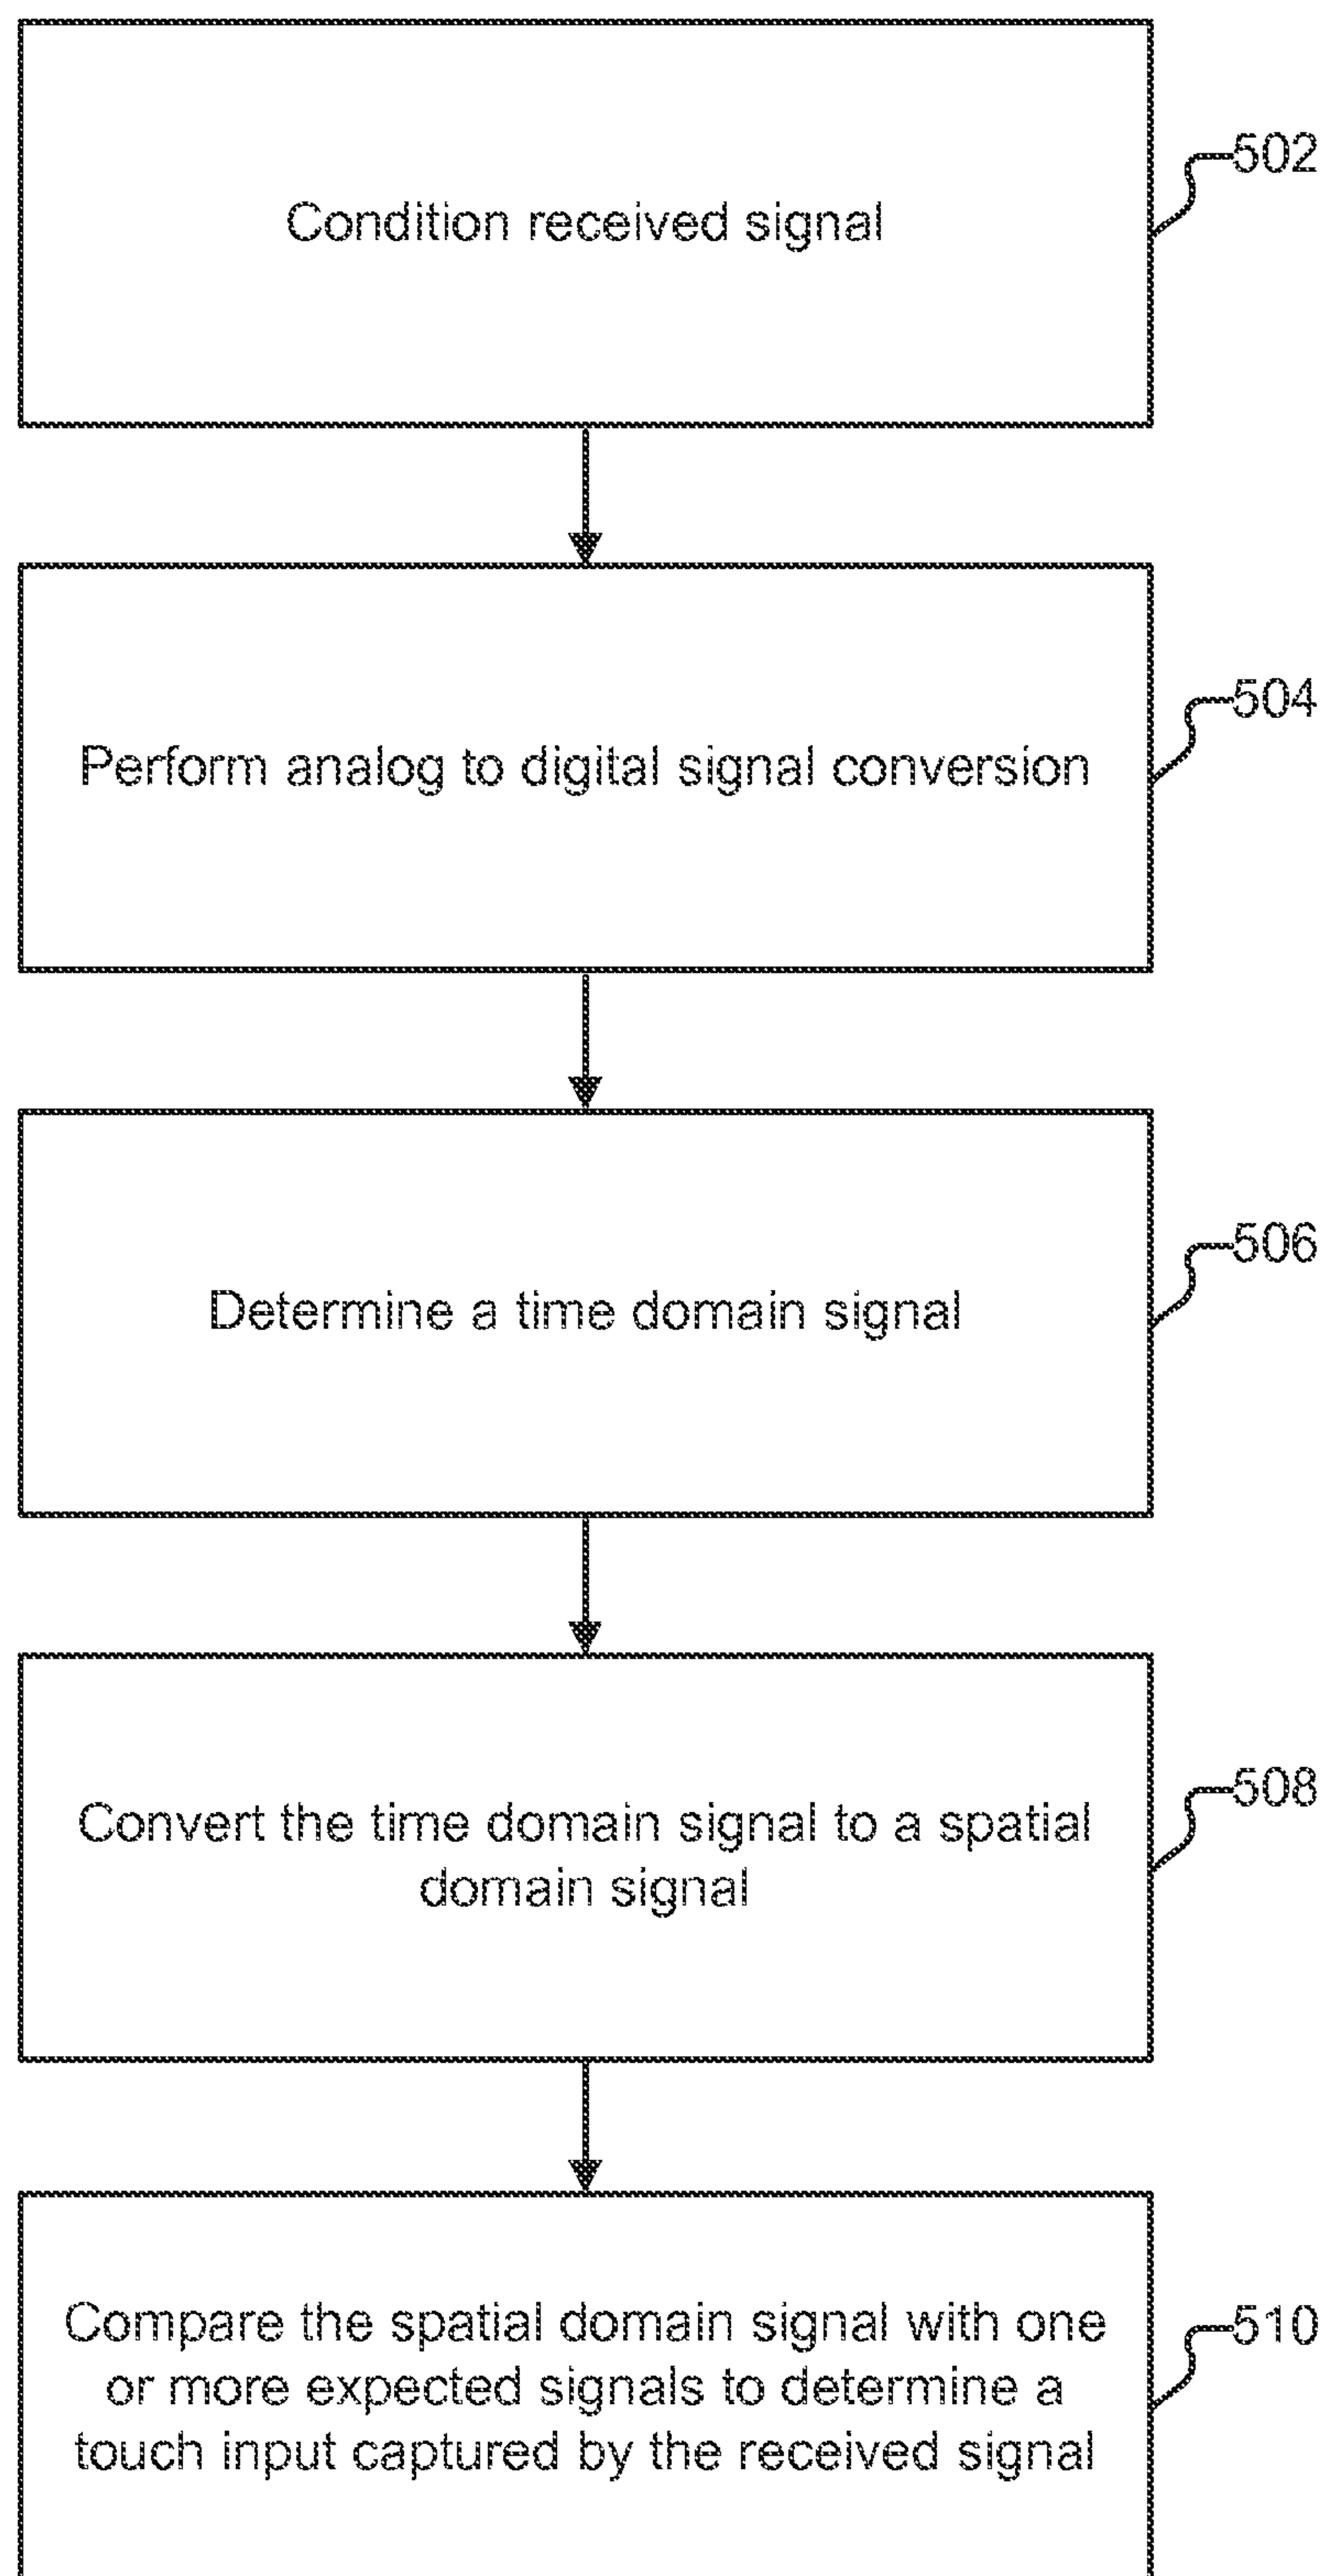 Condition received signal
502
Perform analog to digital signal conversion
504
Determine a time domain signal
506
Convert the time domain signal to a spatial
domain signal
508
Compare the spatial domain signal with one
or more expected signals to determine a
touch input captured by the received signal
510